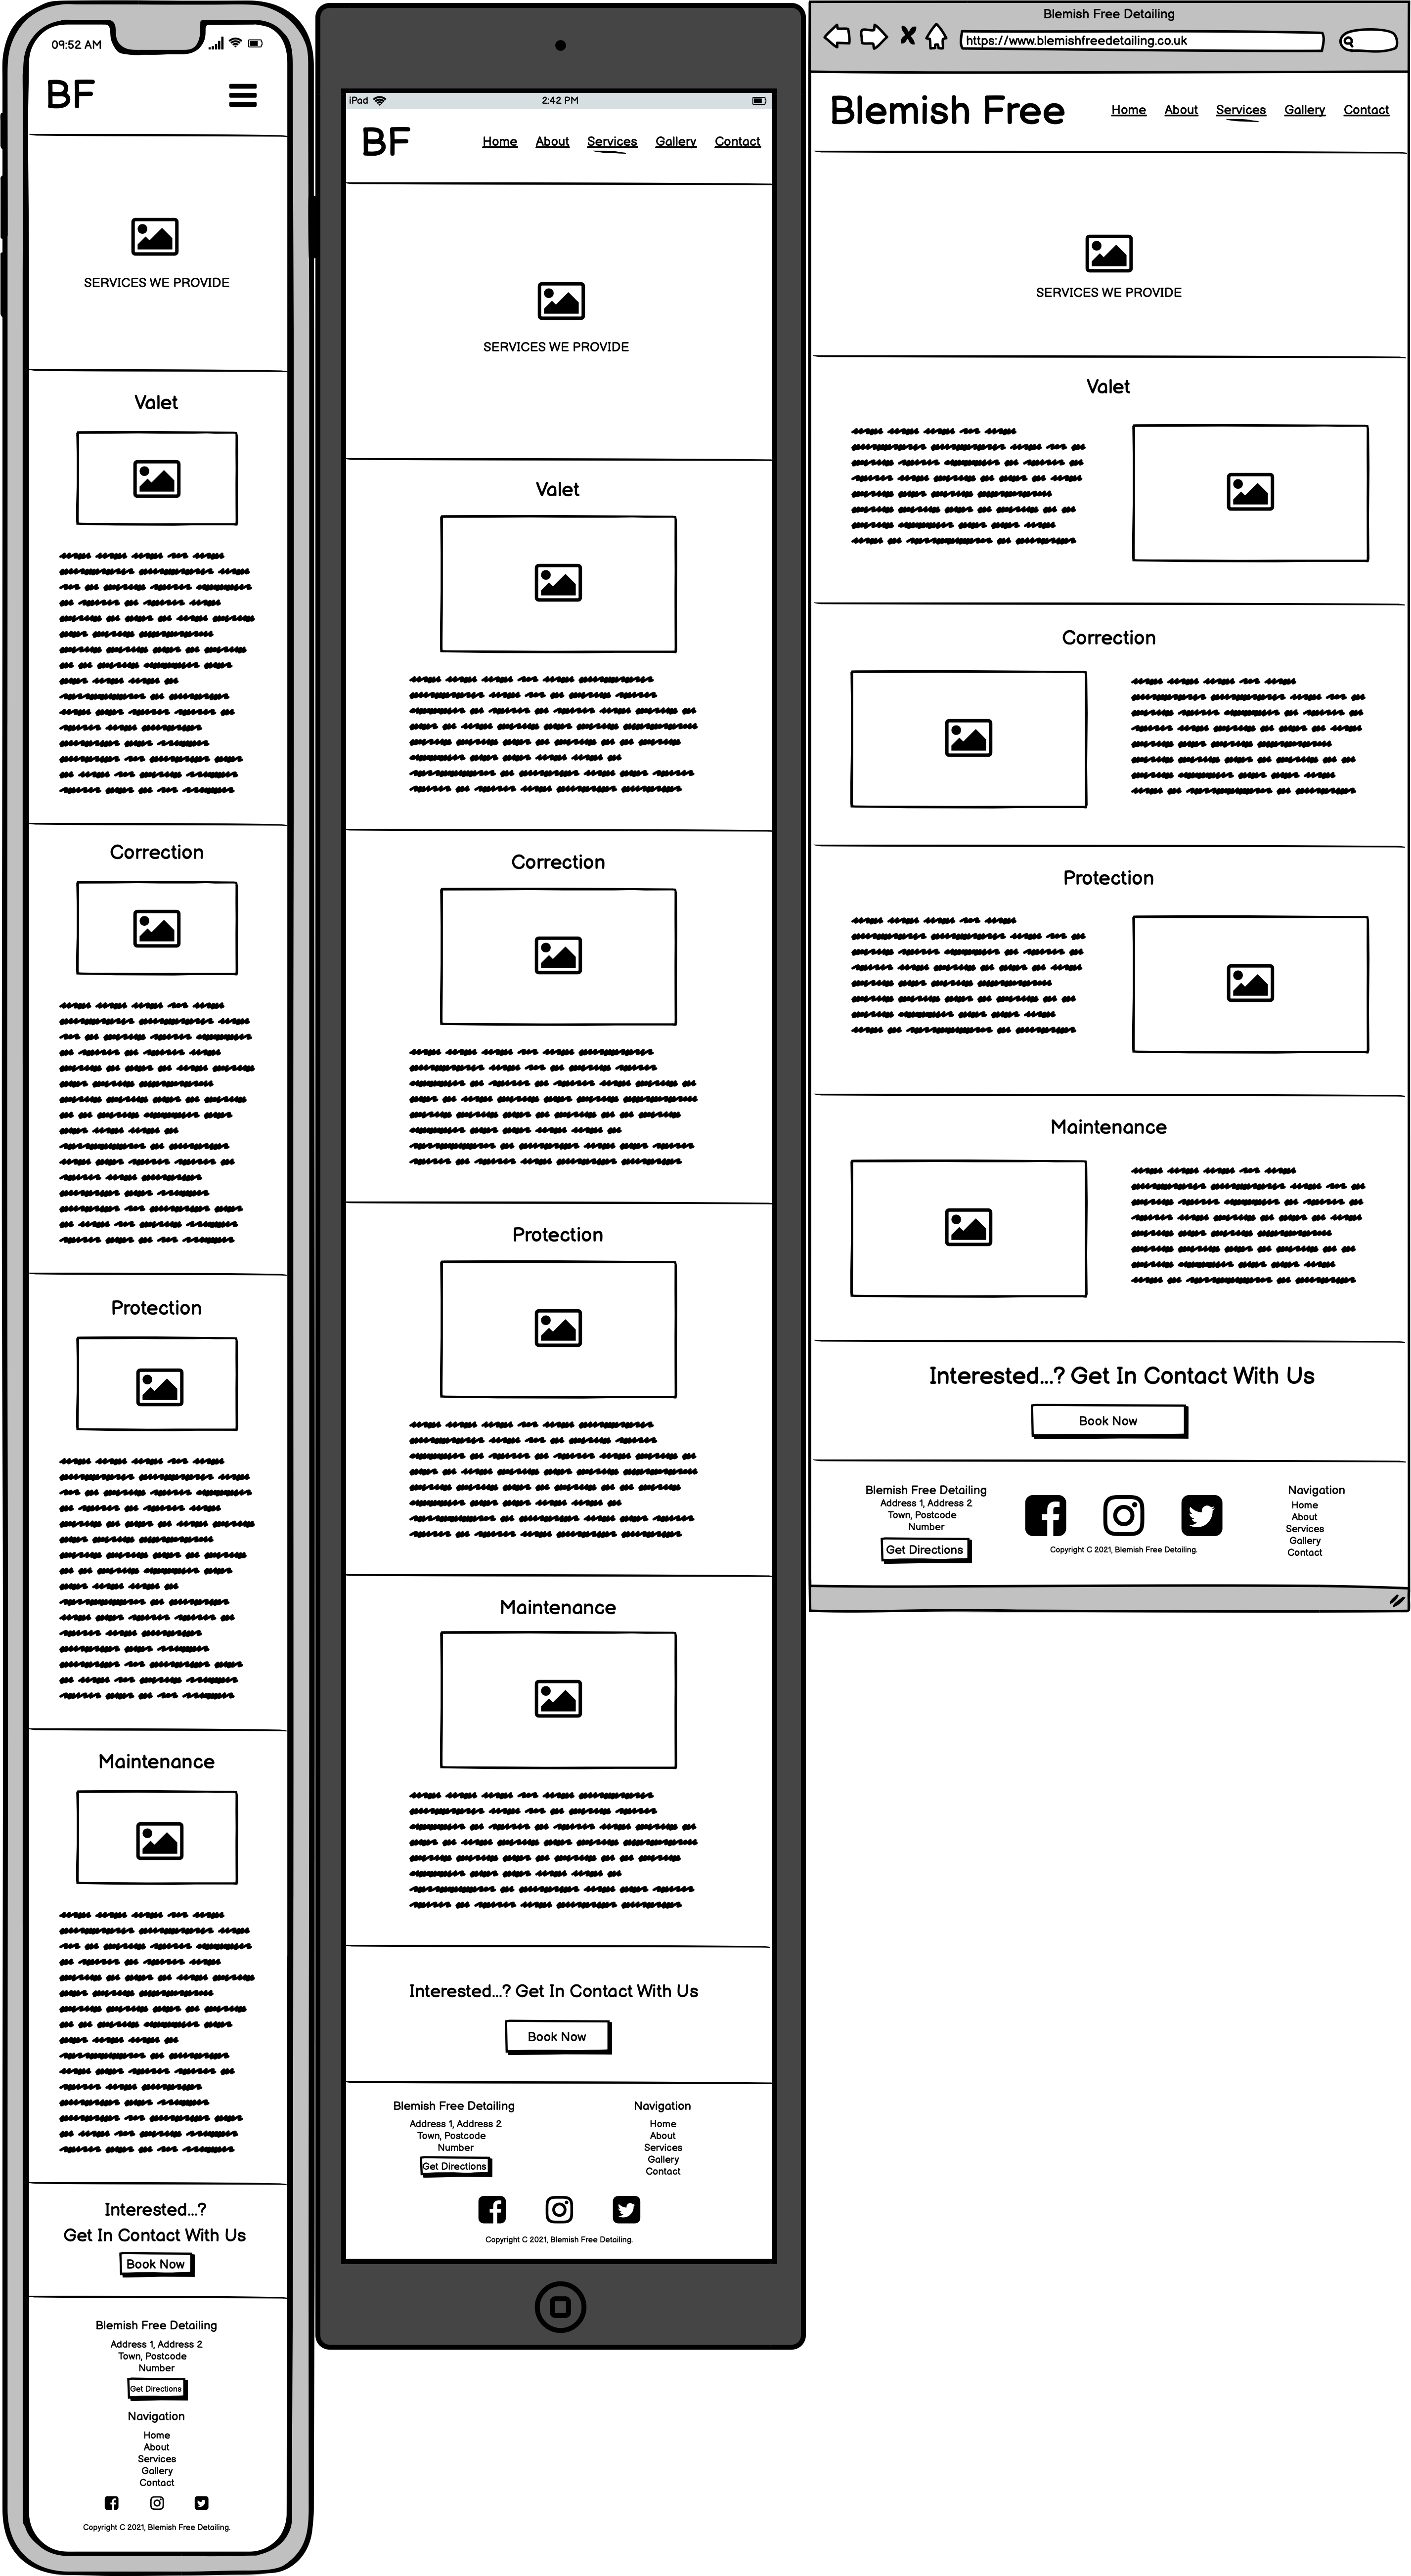 09:52 AM
BF
SERVICES WE PROVIDE
Valet
Correction
Protection
Maintenance
Interested...?
Get In Contact With Us
Book Now
Blemish Free Detailing
Address 1, Address 2
Town, Postcode
Number
Get Directions
Navigation
Home
About
Services
Gallery
Contact
Copyright C 2021, Blemish Free Detailing.
iPad 2:42 PM
BF Home About Services Gallery Contact
SERVICES WE PROVIDE
Valet
Correction
Protection
Maintenance
Interested...? Get In Contact With Us
Book Now
Blemish Free Detailing
Address 1, Address 2
Town, Postcode
Number
Get Directions
Navigation
Home
About
Services
Gallery
Contact
Copyright C 2021, Blemish Free Detailing.
Blemish Free Detailing
https://www.blemishfreedetailing.co.uk
Blemish Free Home About Services Gallery Contact
SERVICES WE PROVIDE
Valet
Correction
Protection
Maintenance
Interested...? Get In Contact With Us
Book Now
Blemish Free Detailing
Address 1, Address 2
Town, Postcode
Number
Get Directions
Copyright C 2021, Blemish Free Detailing.
Navigation
Home
About
Services
Gallery
Contact